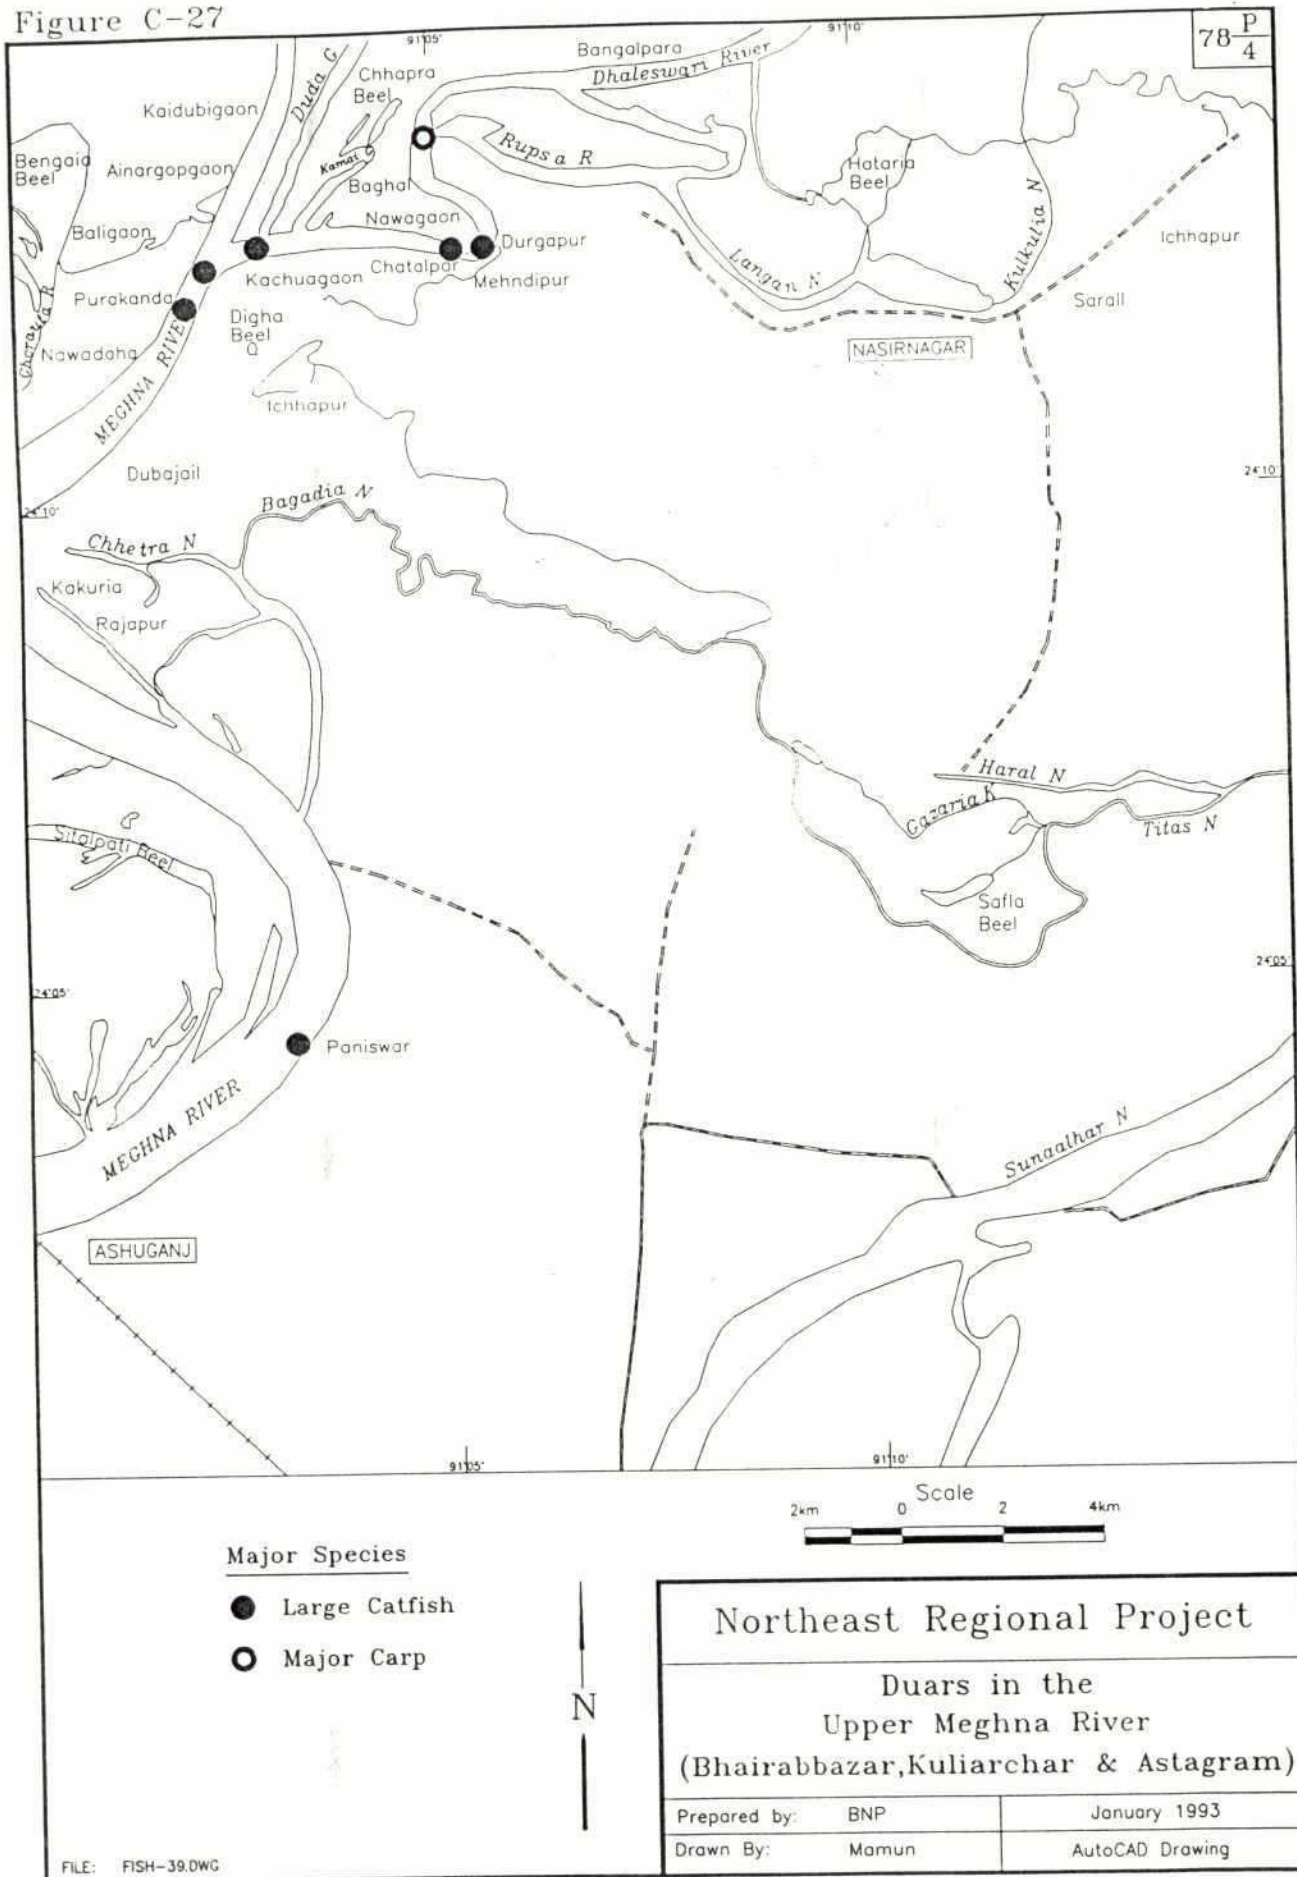 Figure C-27
78 P
4
91°05'
91°10'
Bangalpara
Dhaleswari River
Duda G
Chhapra
Beel
Kaidubigaon
Bengaid
Beel
Ainargopgaon
Kamai G
Rupsa R
Hataria
Beel
Baghai
Kulkulia N
Baligaon
Nawagaon
Durgapur
Ichhapur
Kachuagaon
Chatalpar
Mehndipur
Langan N
Purakanda
Sarail
Digha
Beel
Nawadaha
MEGHNA RIVER
NASIRNAGAR
Ichhapur
Dubajail
24°10'
24°10'
Bagadia N
Chhetra N
Kakuria
Rajapur
Haral N
Gazaria K
Titas N
Sitalpati Beel
Safla
Beel
24°05'
24°05'
Paniswar
MEGHNA RIVER
Sunaalhar N
ASHUGANJ
91°05'
91°10'
Scale
2km 0 2 4km
Major Species
Large Catfish
Major Carp
N
Northeast Regional Project
Duars in the
Upper Meghna River
(Bhairabbazar,Kuliarchar & Astagram)
Prepared by: BNP January 1993
Drawn By: Mamun AutoCAD Drawing
FILE: FISH-39.DWG